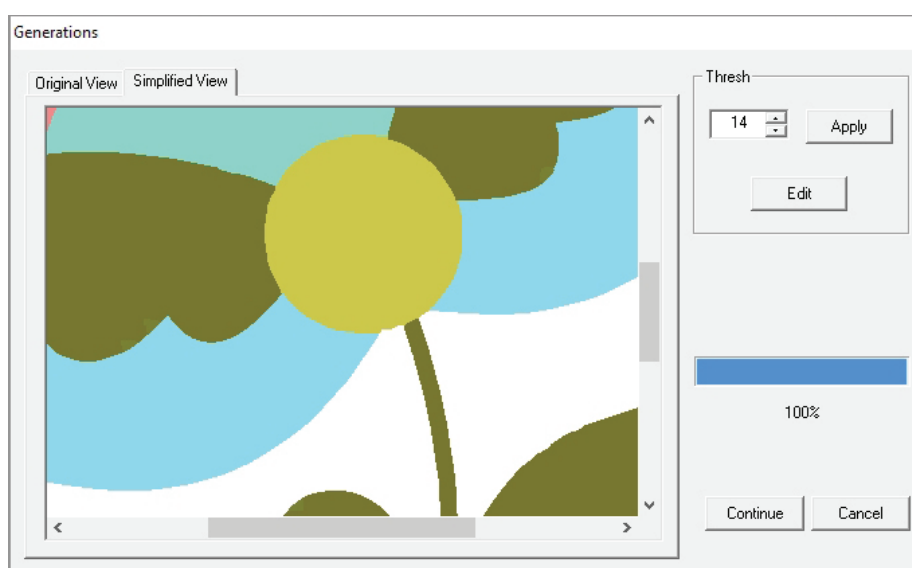 Generations
Original View
Simplified View
Thresh
14
Apply
Edit
100%
Continue
Cancel